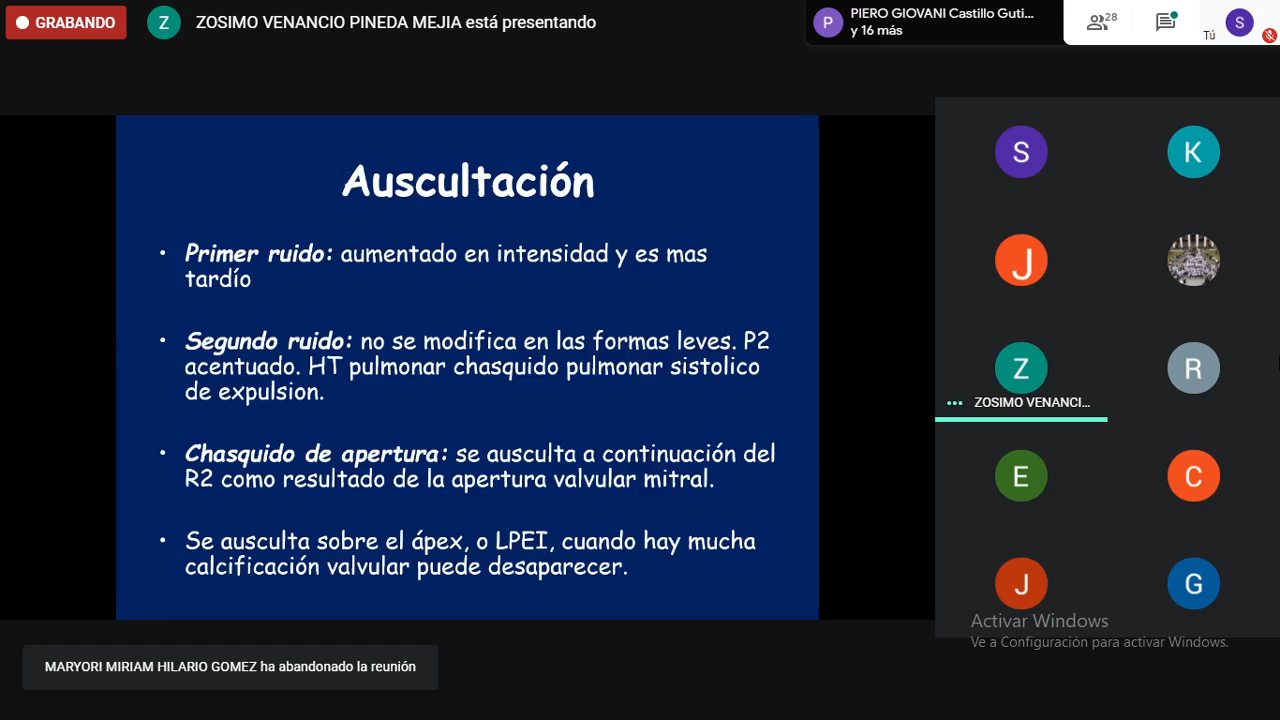 GRABANDO
Z
ZOSIMO VENANCIO PINEDA MEJIA está presentando
P
PIERO GIOVANI Castillo Guti...
y 16 más
28
Tú
S
Auscultación
• Primer ruido: aumentado en intensidad y es mas
tardío
• Segundo ruido: no se modifica en las formas leves. P2
acentuado. HT pulmonar chasquido pulmonar sistolico
de expulsion.
• Chasquido de apertura: se ausculta a continuación del
R2 como resultado de la apertura valvular mitral.
• Se ausculta sobre el ápex, o LPEI, cuando hay mucha
calcificación valvular puede desaparecer.
S
K
J
Z
R
ZOSIMO VENANCI...
E
C
J
G
Activar Windows
Ve a Configuración para activar Windows.
MARYORI MIRIAM HILARIO GOMEZ ha abandonado la reunión